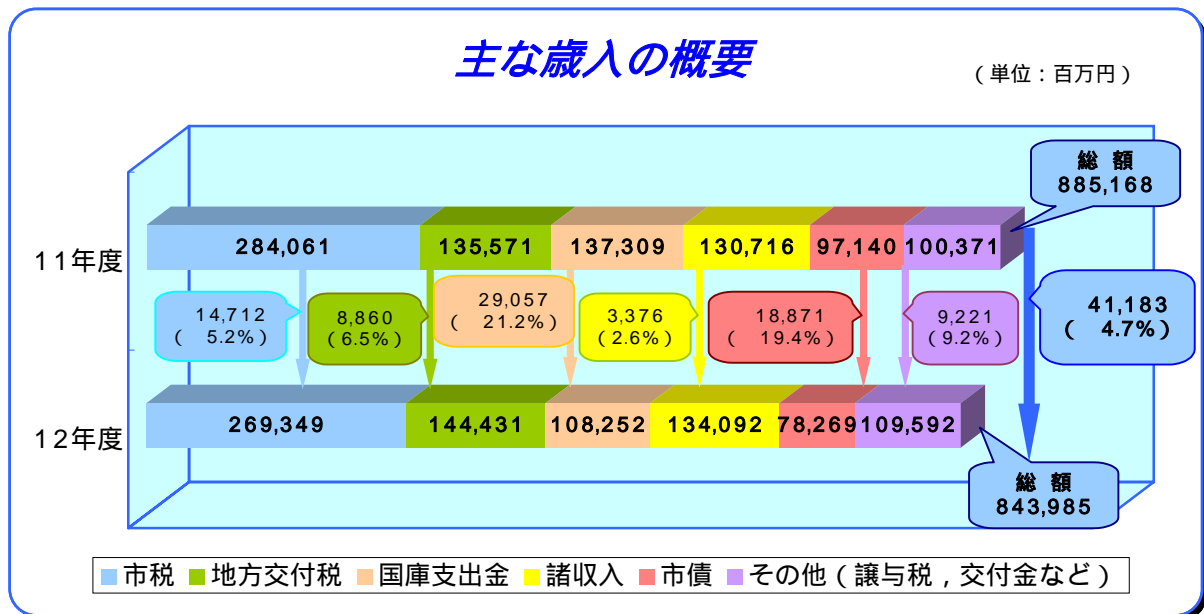 主な歳入の概要
（単位：百万円）
総額
885,168
11年度
284,061 135,571 137,309 130,716 97,140 100,371
14,712
（ 5.2%）
8,860
（6.5%）
29,057
（ 21.2%）
3,376
（2.6%）
18,871
（ 19.4%）
9,221
（9.2%）
41,183
（ 4.7%）
12年度
269,349 144,431 108,252 134,092 78,269 109,592
総額
843,985
市税 地方交付税 国庫支出金 諸収入 市債 その他（譲与税，交付金など）